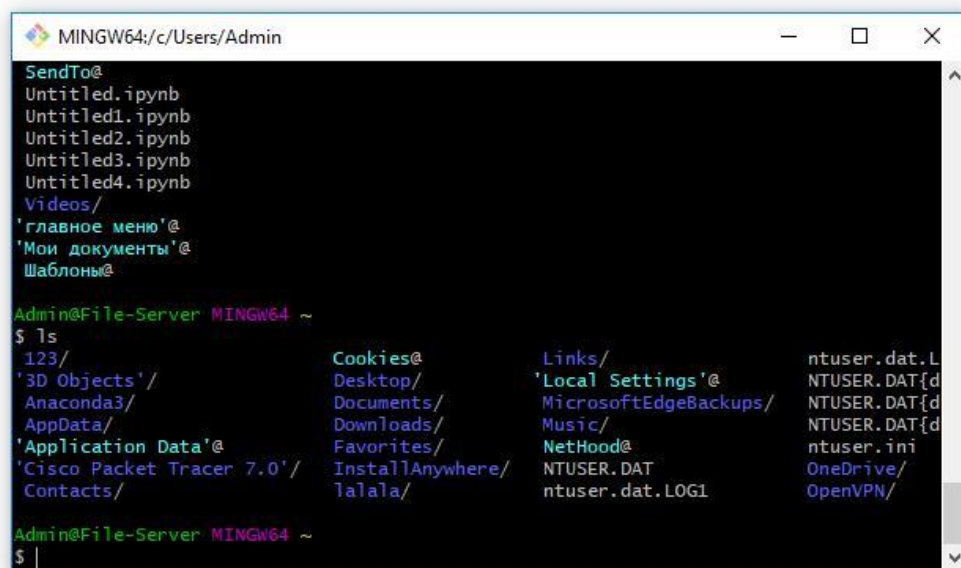 MINGW64:/c/Users/Admin
SendTo@
Untitled.ipynb
Untitled1.ipynb
Untitled2.ipynb
Untitled3.ipynb
Untitled4.ipynb
Videos/
'главное меню'@
'Мои документы'@
Шаблоны@
Admin@File-Server MINGW64 ~
$ ls
123/ Cookies@ Links/ ntuser.dat.L
'3D Objects'/ Desktop/ 'Local Settings'@ NTUSER.DAT{d
Anaconda3/ Documents/ MicrosoftEdgeBackups/ NTUSER.DAT{d
AppData/ Downloads/ Music/ NTUSER.DAT{d
'Application Data'@ Favorites/ NetHood@ ntuser.ini
'Cisco Packet Tracer 7.0'/ InstallAnywhere/ NTUSER.DAT OneDrive/
Contacts/ lalala/ ntuser.dat.LOG1 OpenVPN/
Admin@File-Server MINGW64 ~
$